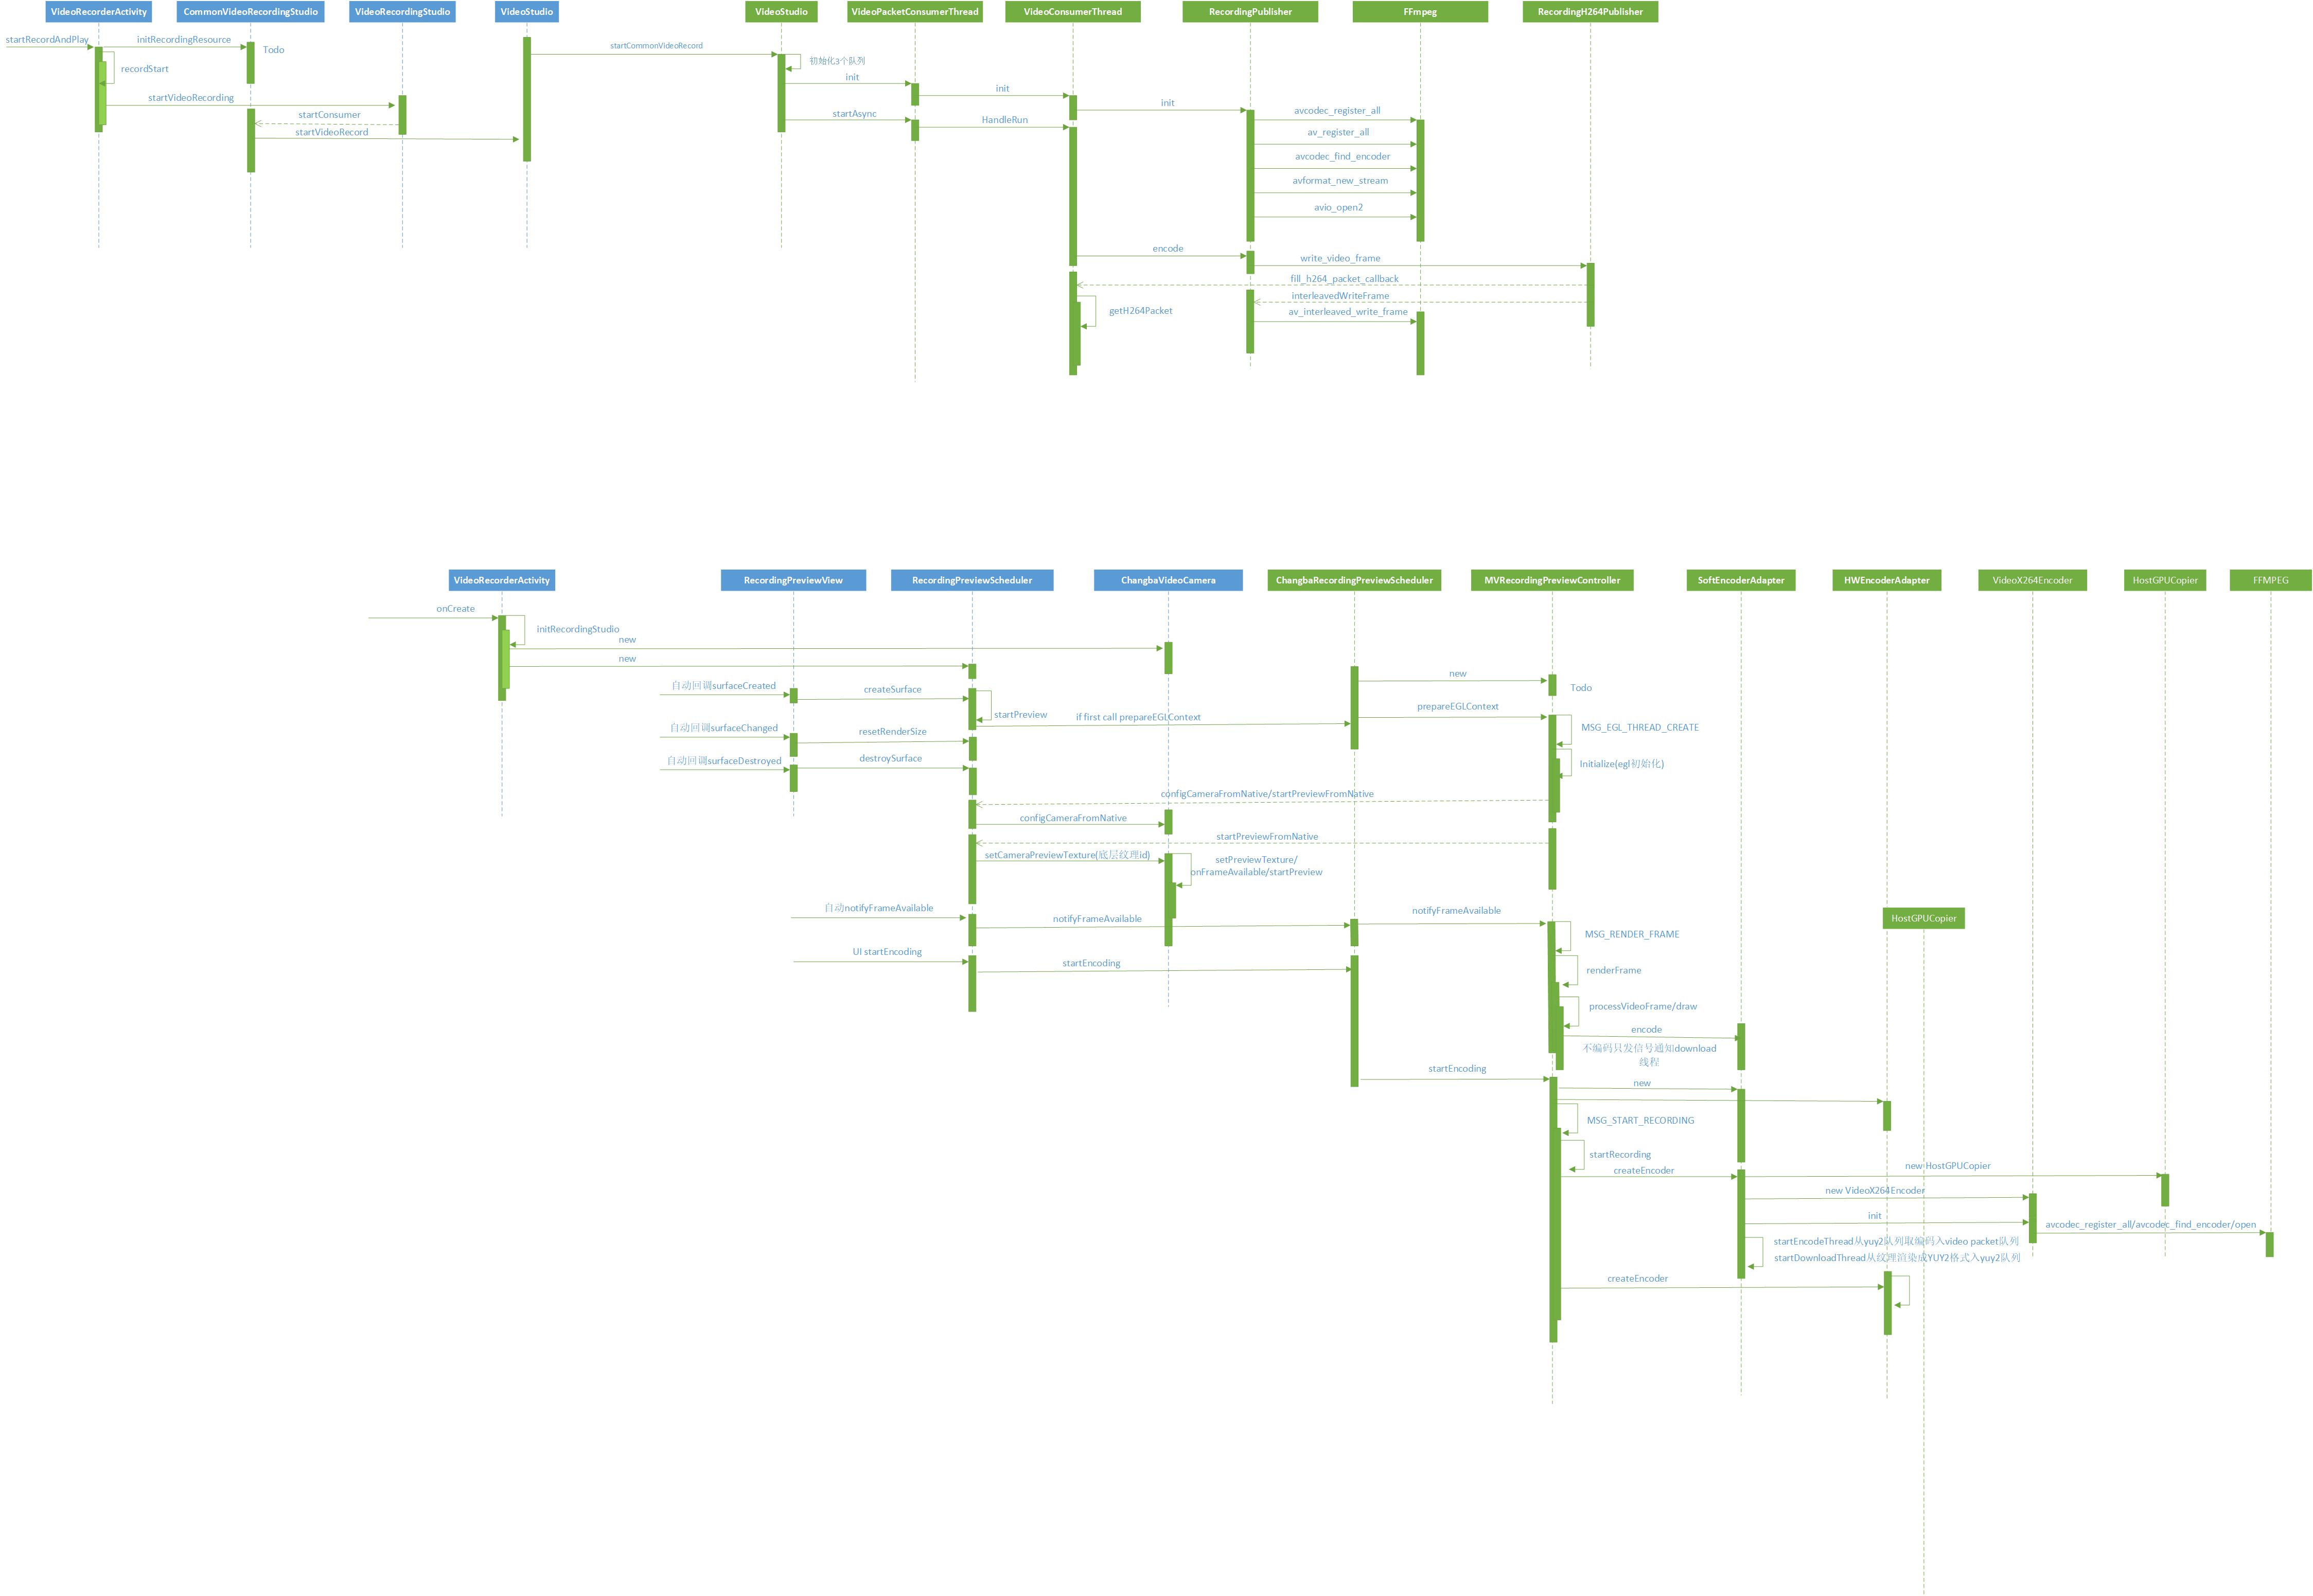 VideoRecorderActivity
CommonVideoRecordingStudio
VideoRecordingStudio
VideoStudio
VideoStudio
VideoPacketConsumerThread
VideoConsumerThread
RecordingPublisher
FFmpeg
RecordingH264Publisher
startRecordAndPlay
initRecordingResource
Todo
recordStart
startVideoRecording
startConsumer
startVideoRecord
startCommonVideoRecord
初始化3个队列
init
init
init
startAsync
HandleRun
avcodec_register_all
av_register_all
avcodec_find_encoder
avformat_new_stream
avio_open2
encode
write_video_frame
fill_h264_packet_callback
interleavedWriteFrame
getH264Packet
av_interleaved_write_frame
VideoRecorderActivity
RecordingPreviewView
RecordingPreviewScheduler
ChangbaVideoCamera
ChangbaRecordingPreviewScheduler
MVRecordingPreviewController
SoftEncoderAdapter
HWEncoderAdapter
VideoX264Encoder
HostGPUCopier
FFMPEG
onCreate
initRecordingStudio
new
new
自动回调surfaceCreated
createSurface
new
Todo
startPreview
if first call prepareEGLContext
prepareEGLContext
自动回调surfaceChanged
resetRenderSize
MSG_EGL_THREAD_CREATE
自动回调surfaceDestroyed
destroySurface
Initialize(egl初始化)
configCameraFromNative/startPreviewFromNative
configCameraFromNative
startPreviewFromNative
setCameraPreviewTexture(底层纹理id)
setPreviewTexture/
onFrameAvailable/startPreview
自动notifyFrameAvailable
notifyFrameAvailable
notifyFrameAvailable
HostGPUCopier
MSG_RENDER_FRAME
UI startEncoding
startEncoding
renderFrame
processVideoFrame/draw
encode
不编码只发信号通知download
线程
startEncoding
new
MSG_START_RECORDING
startRecording
createEncoder
new HostGPUCopier
new VideoX264Encoder
init
avcodec_register_all/avcodec_find_encoder/open
startEncodeThread从yuy2队列取编码入video packet队列
startDownloadThread从纹理渲染成YUY2格式入yuy2队列
createEncoder